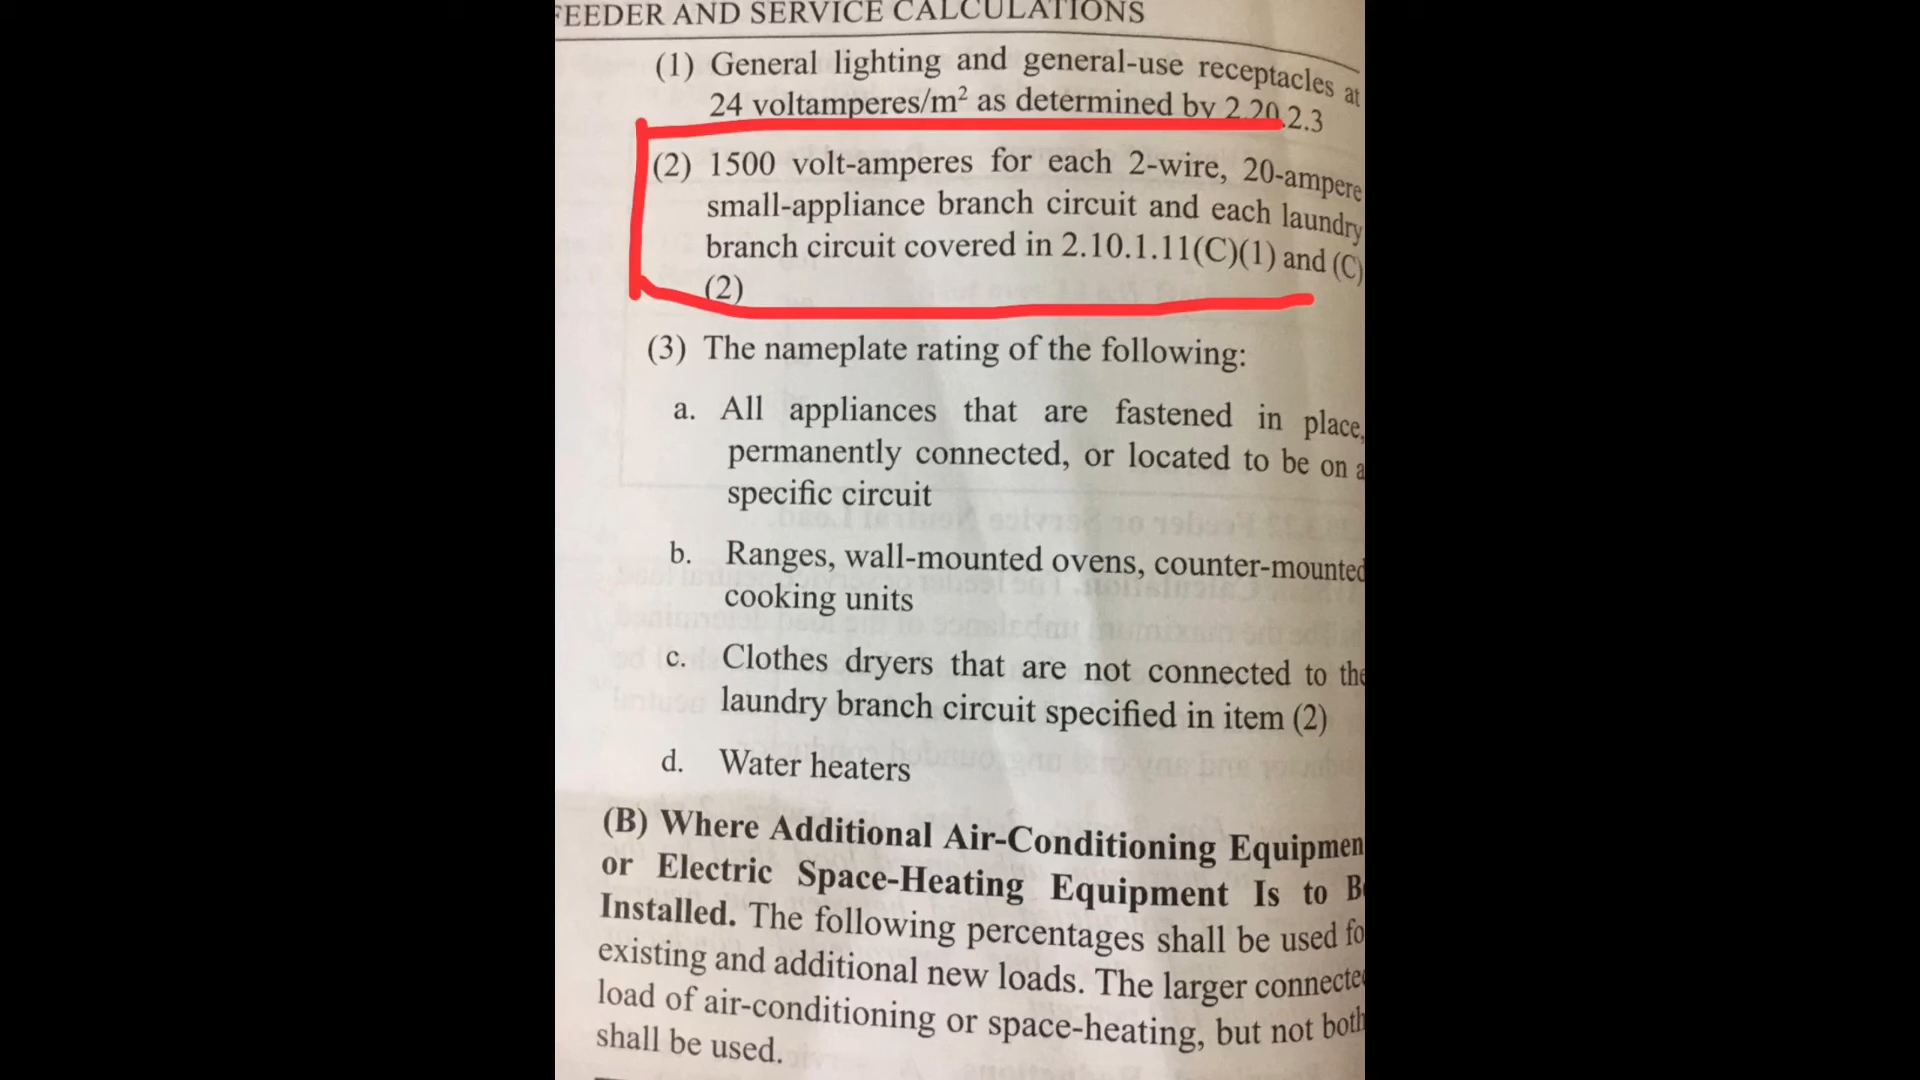 FEEDER AND SERVICE CALCULATIONS
(1) General lighting and general-use receptacles at
24 voltamperes/m² as determined by 2.20.2.3
(2) 1500 volt-amperes for each 2-wire, 20-ampere
small-appliance branch circuit and each laundry
branch circuit covered in 2.10.1.11(C)(1) and (C)
(2)
(3) The nameplate rating of the following:
a. All appliances that are fastened in place,
permanently connected, or located to be on a
specific circuit
b. Ranges, wall-mounted ovens, counter-mounted
cooking units
c. Clothes dryers that are not connected to the
laundry branch circuit specified in item (2)
d. Water heaters
(B) Where Additional Air-Conditioning Equipmen
or Electric Space-Heating Equipment Is to Be
Installed. The following percentages shall be used fo
existing and additional new loads. The larger connected
load of air-conditioning or space-heating, but not both
shall be used.